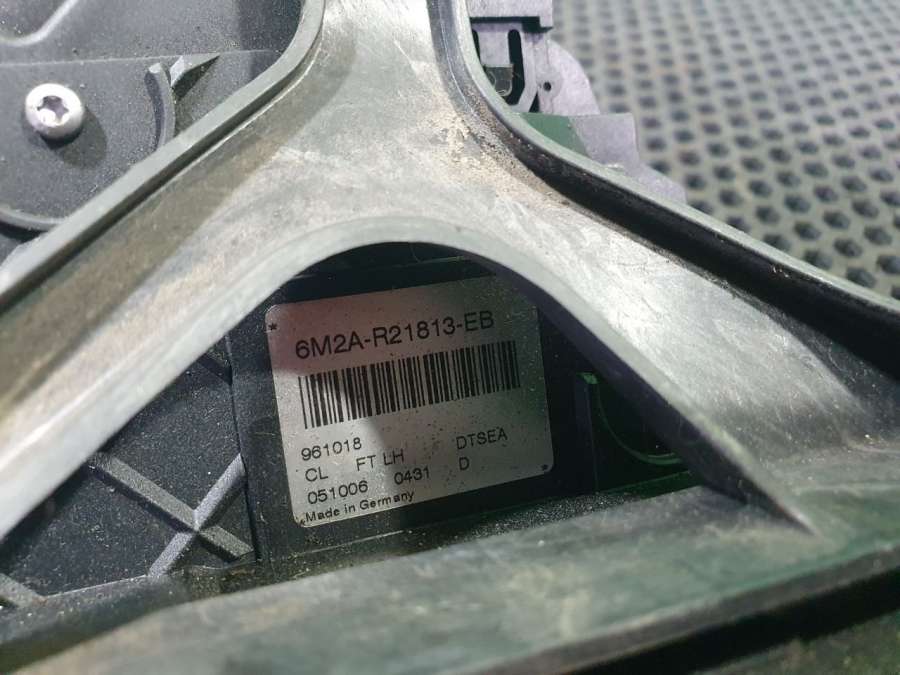 6M2A-R21813-EB
961018 DTSEA
CL FT LH
051006 0431 D
Made in Germany